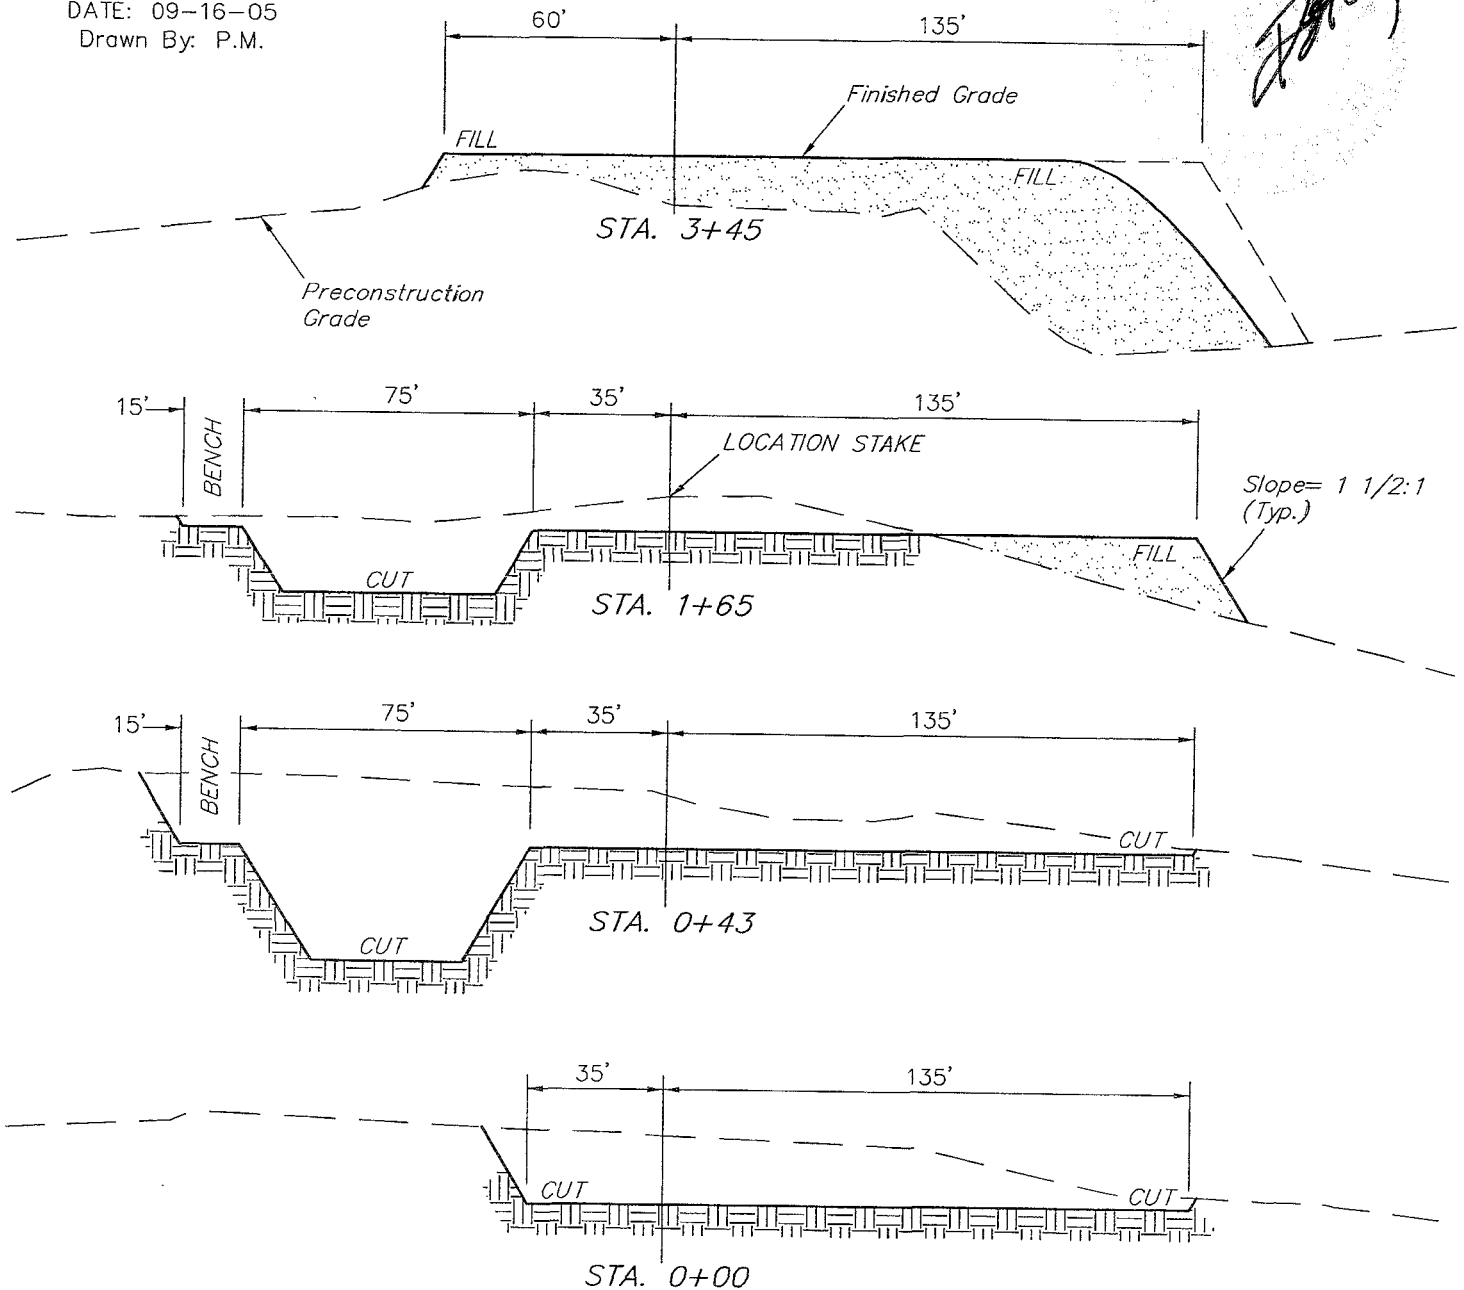 DATE: 09-16-05
Drawn By: P.M.
60' 135'
Finished Grade
FILL
FILL
STA. 3+45
Preconstruction
Grade
15' 75' 35' 135'
BENCH
LOCATION STAKE
Slope= 1 1/2:1
(Typ.)
CUT
FILL
STA. 1+65
15' 75' 35' 135'
BENCH
CUT
STA. 0+43
CUT
35' 135'
CUT
CUT
STA. 0+00